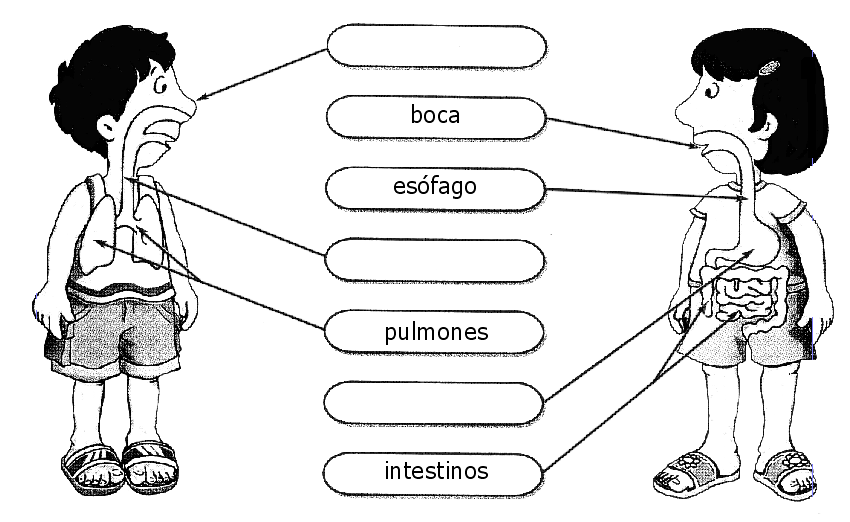 boca
esófago
pulmones
intestinos